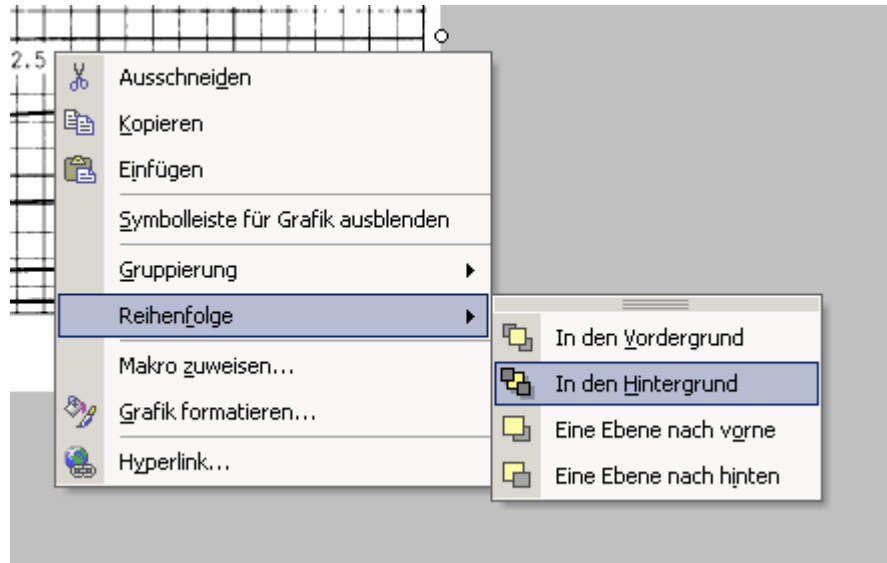 2.5
Ausschneiden
Kopieren
Einfügen
Symbolleiste für Grafik ausblenden
Gruppierung
Reihenfolge
Makro zuweisen...
Grafik formatieren...
Hyperlink...
In den Vordergrund
In den Hintergrund
Eine Ebene nach vorne
Eine Ebene nach hinten